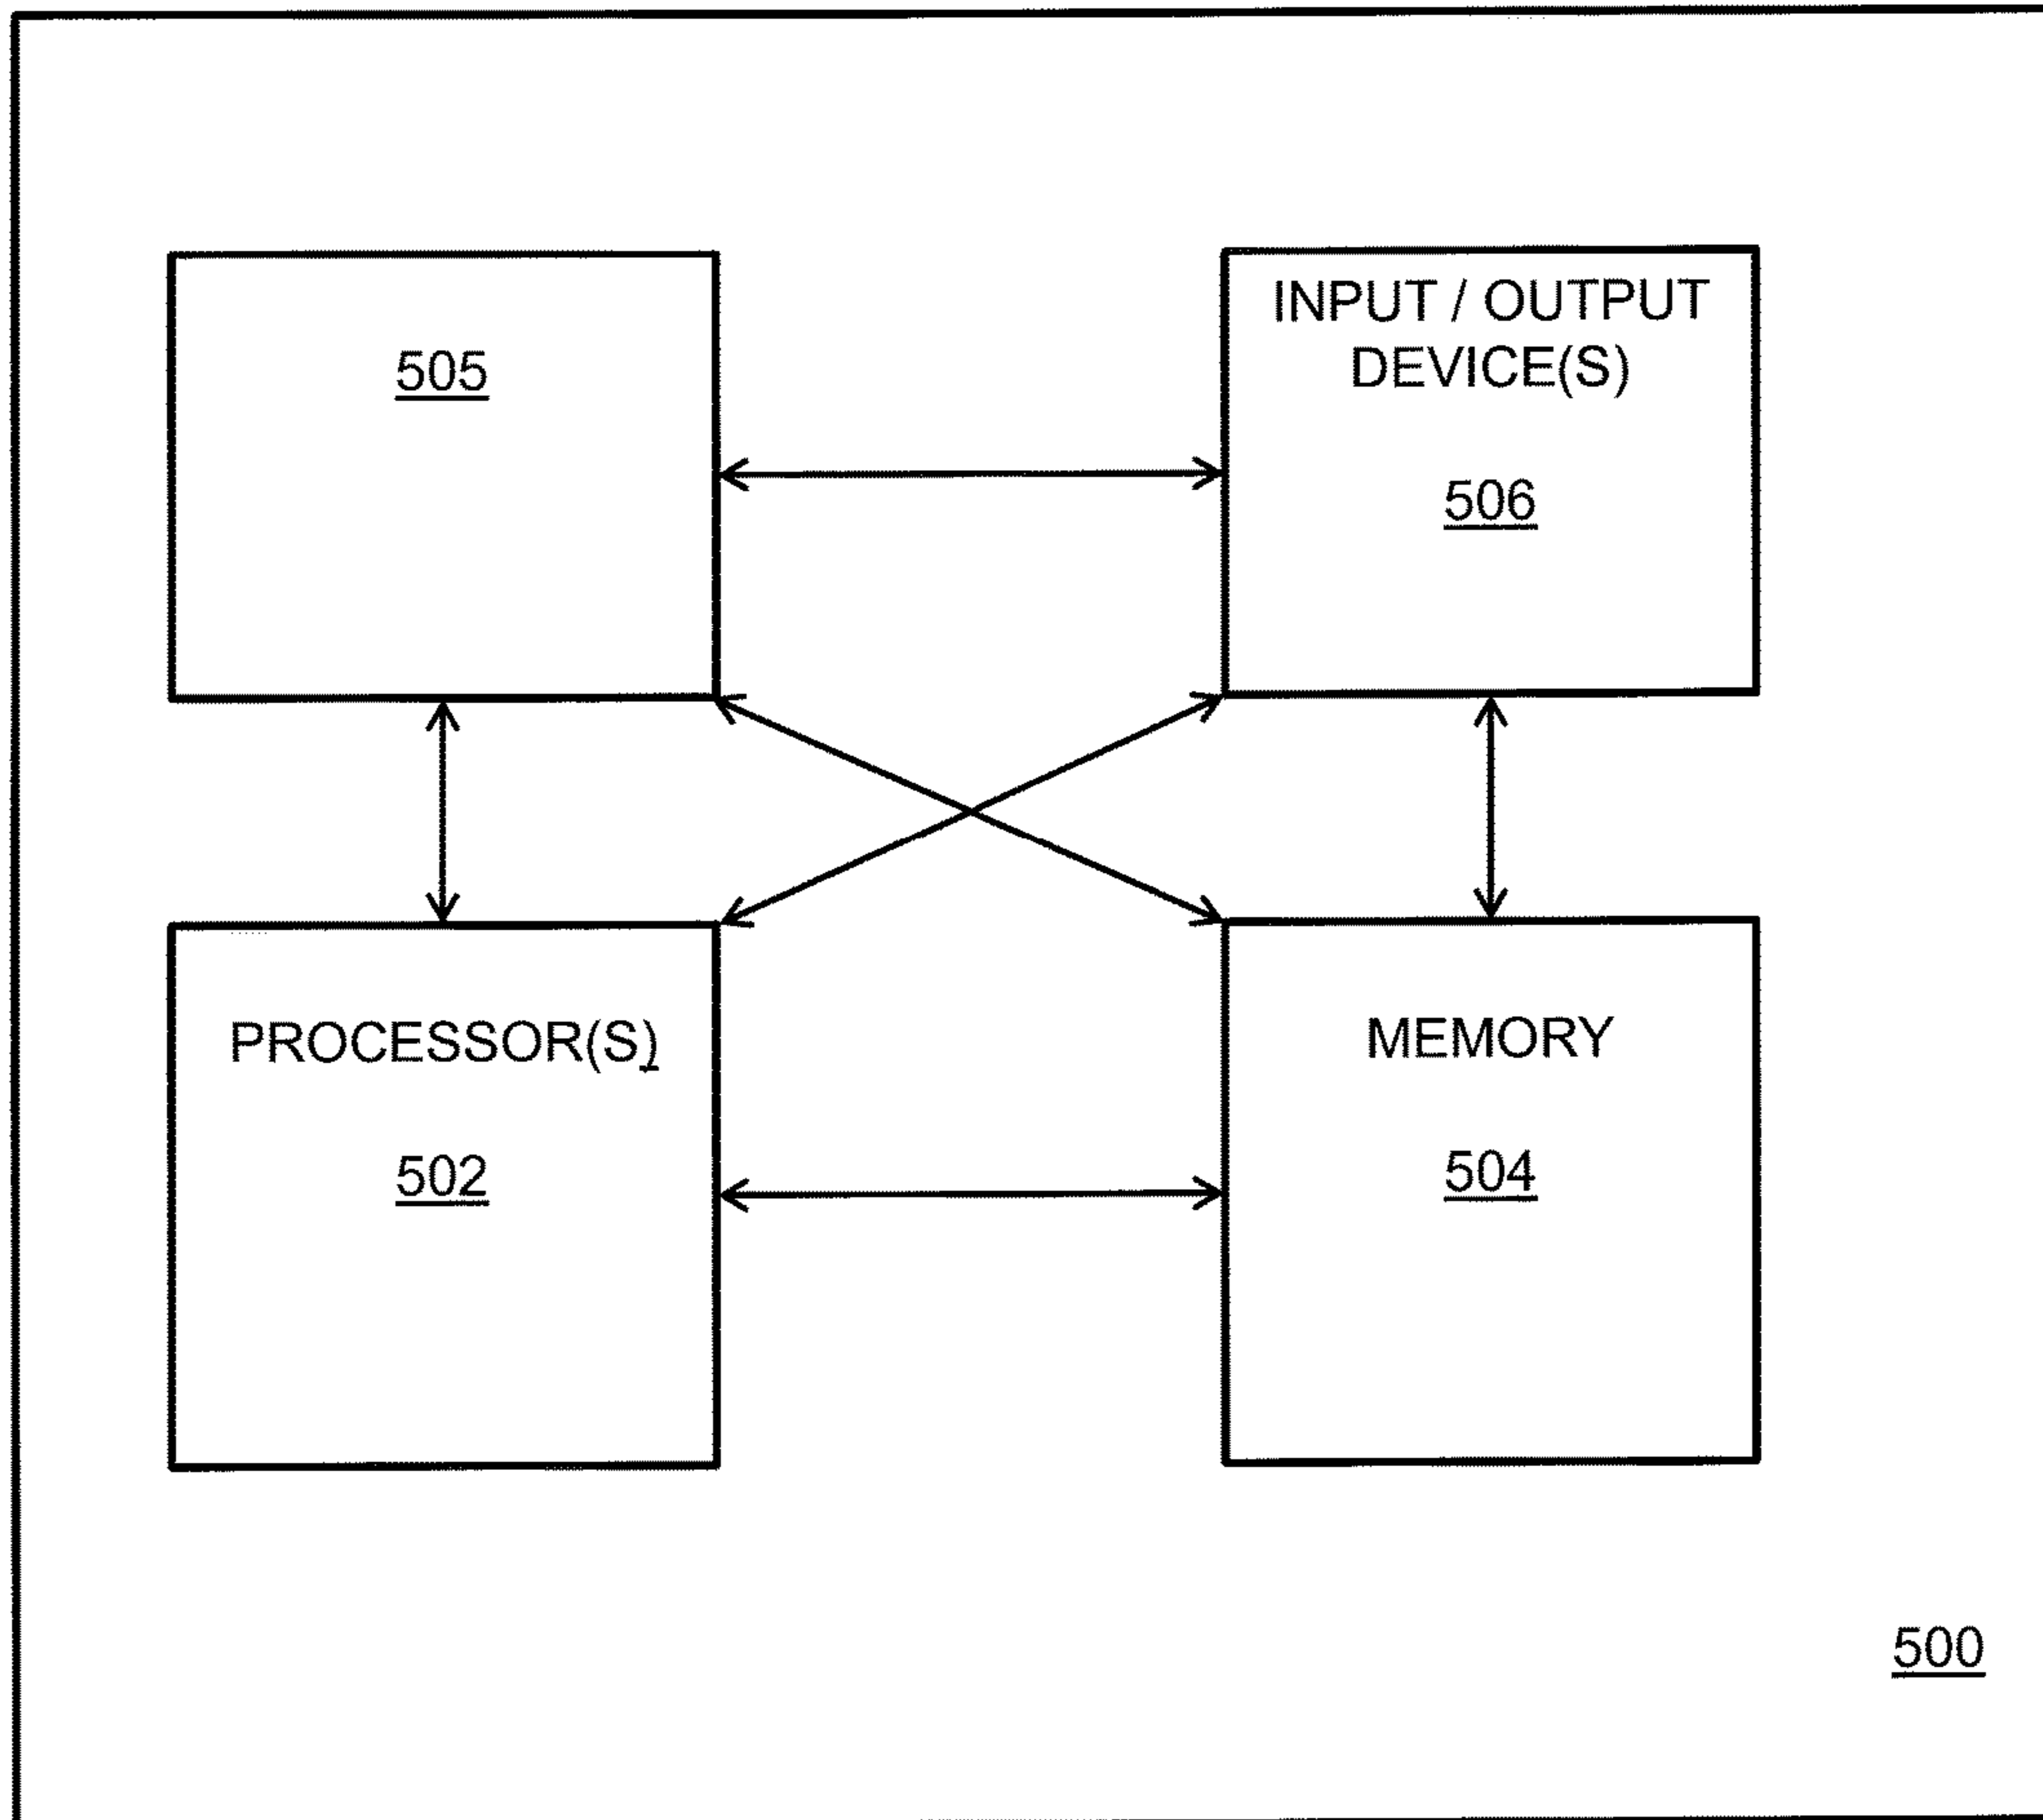 505
INPUT / OUTPUT
DEVICE(S)
506
PROCESSOR(S)
502
MEMORY
504
500